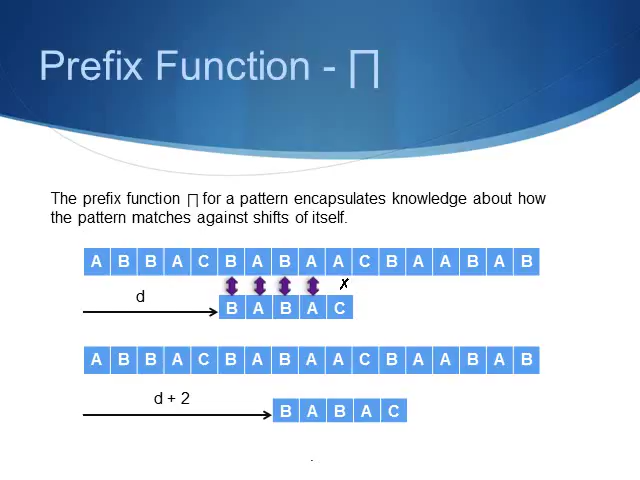 Prefix Function - ∏
The prefix function ∏ for a pattern encapsulates knowledge about how
the pattern matches against shifts of itself.
A B B A C B A B A A C B A A B A B
✗
d
B A B A C
A B B A C B A B A A C B A A B A B
d + 2
B A B A C
.